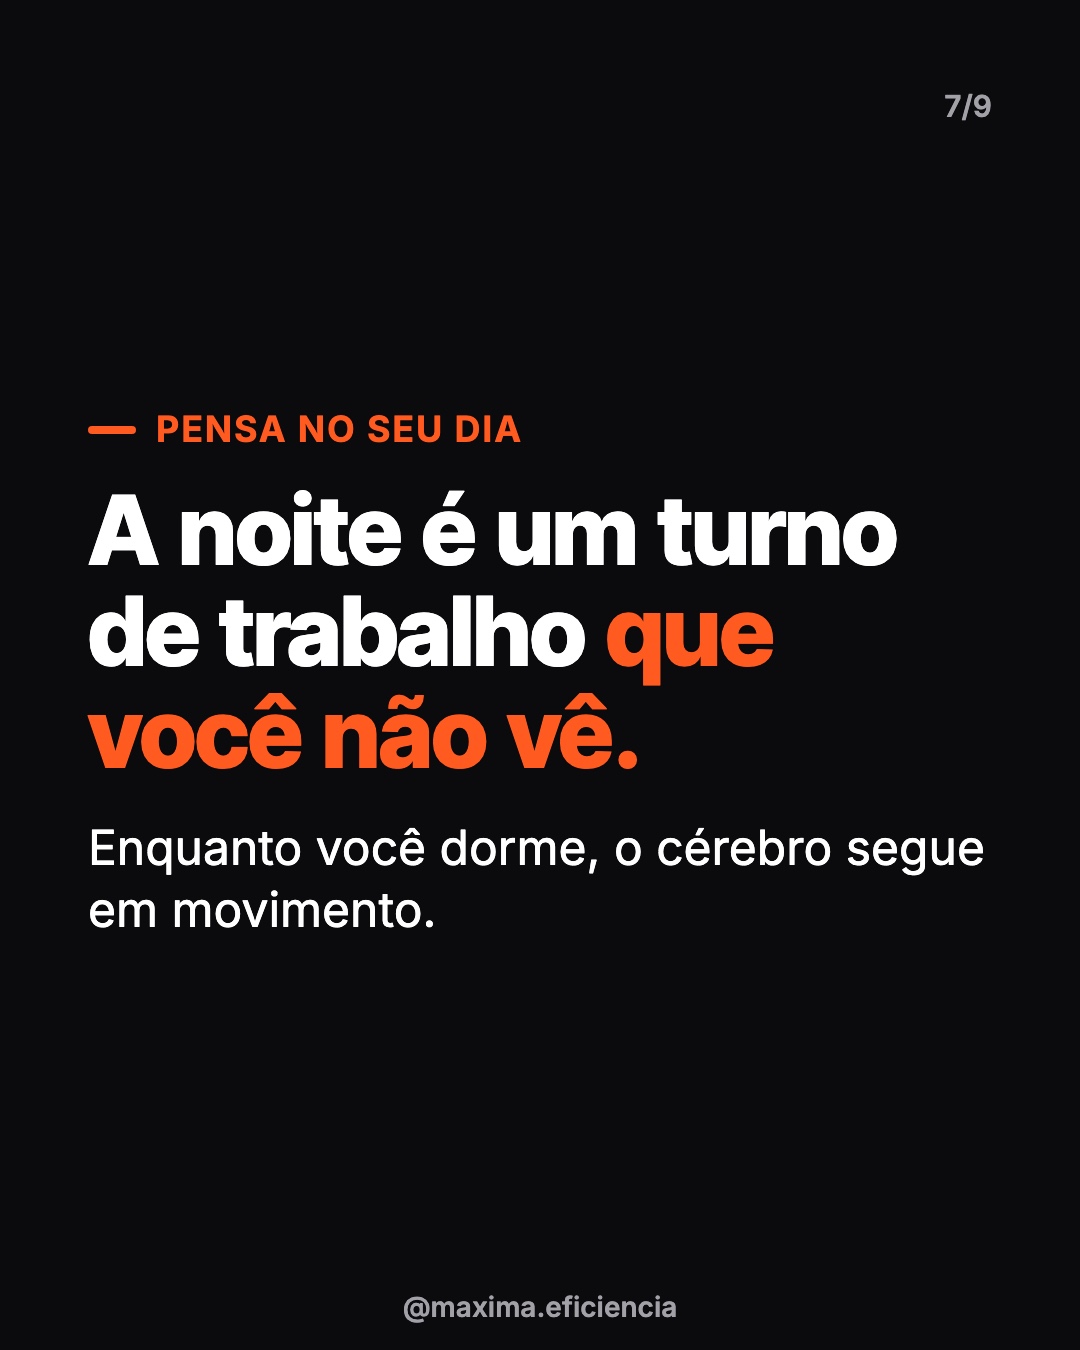 7/9
PENSA NO SEU DIA
A noite é um turno
de trabalho que
você não vê.
Enquanto você dorme, o cérebro segue
em movimento.
@maxima.eficiencia